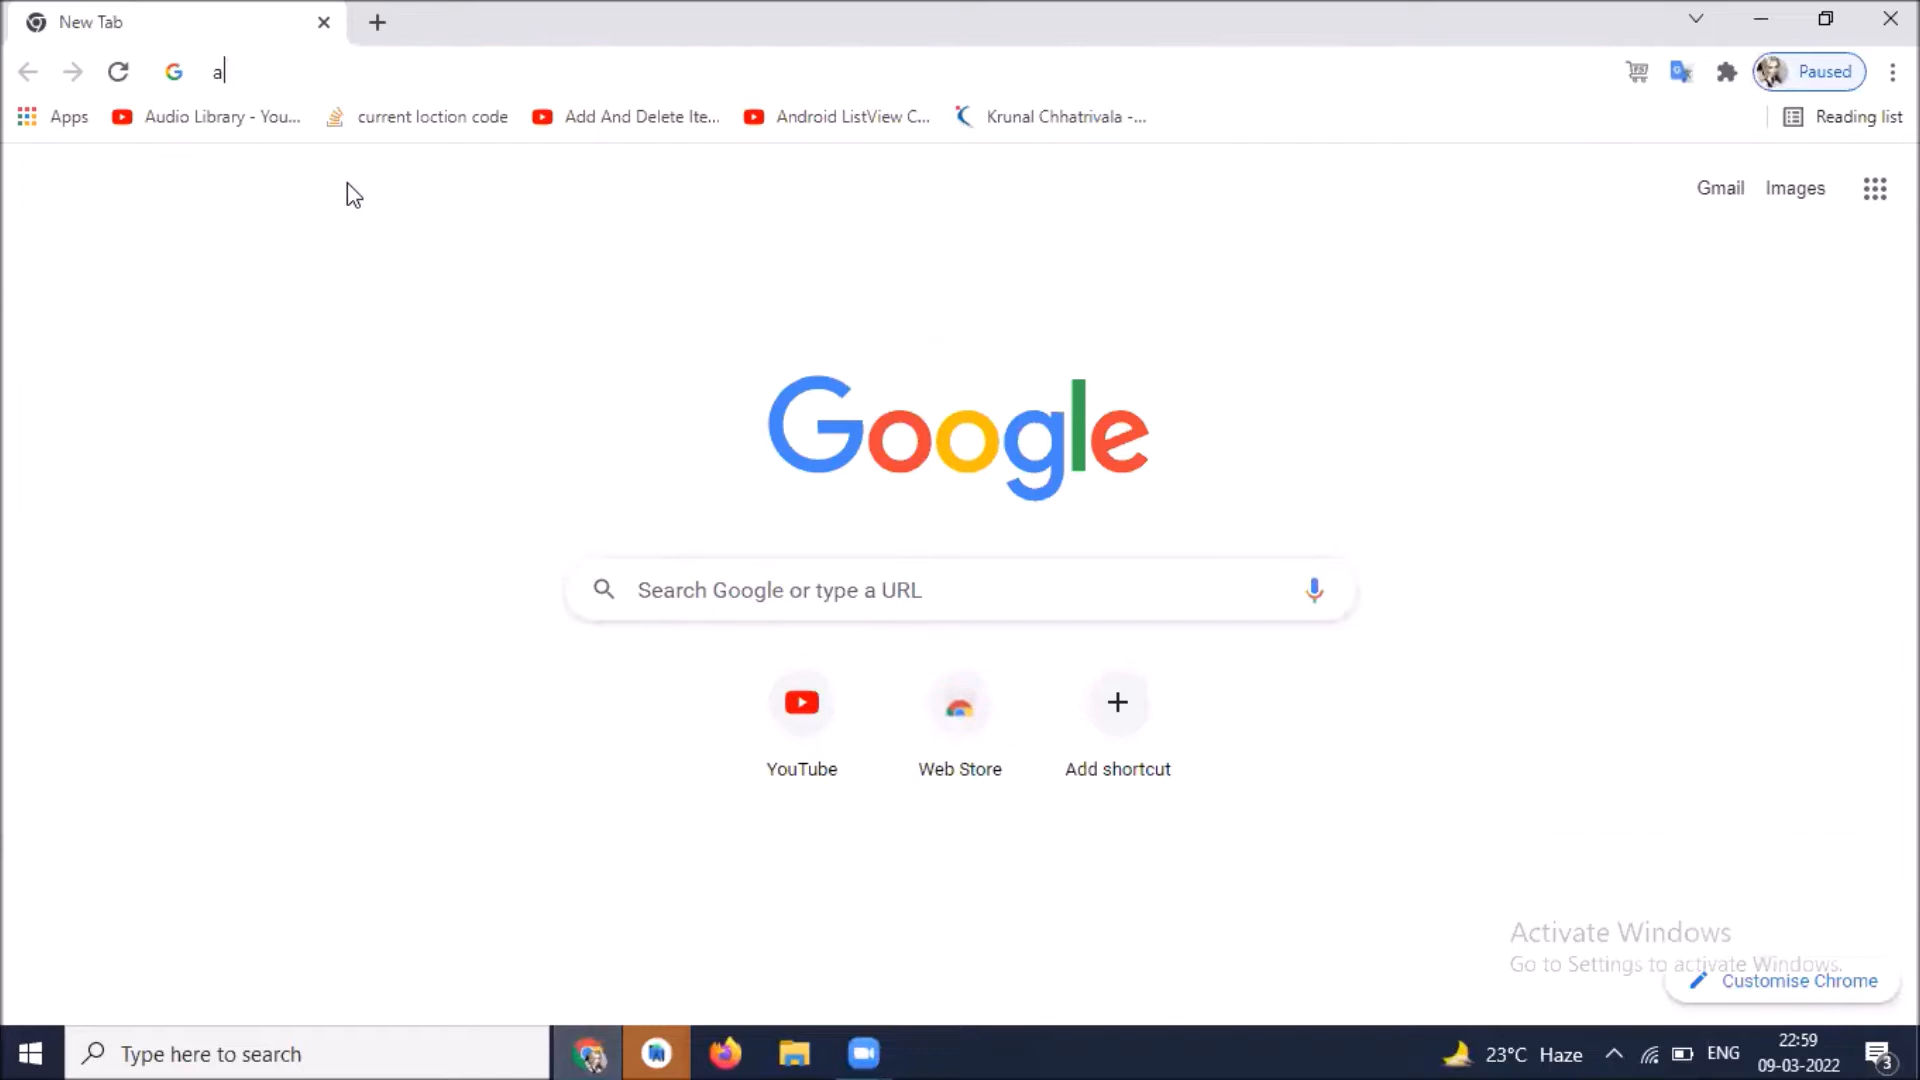 New Tab
a
Paused
Apps
Audio Library - You...
current loction code
Add And Delete Ite...
Android ListView C...
Krunal Chhatrivala -...
Reading list
Gmail
Images
Google
Search Google or type a URL
YouTube
Web Store
Add shortcut
Activate Windows
Go to Settings to activate Windows.
Customise Chrome
Type here to search
23°C Haze
ENG
22:59
09-03-2022
3